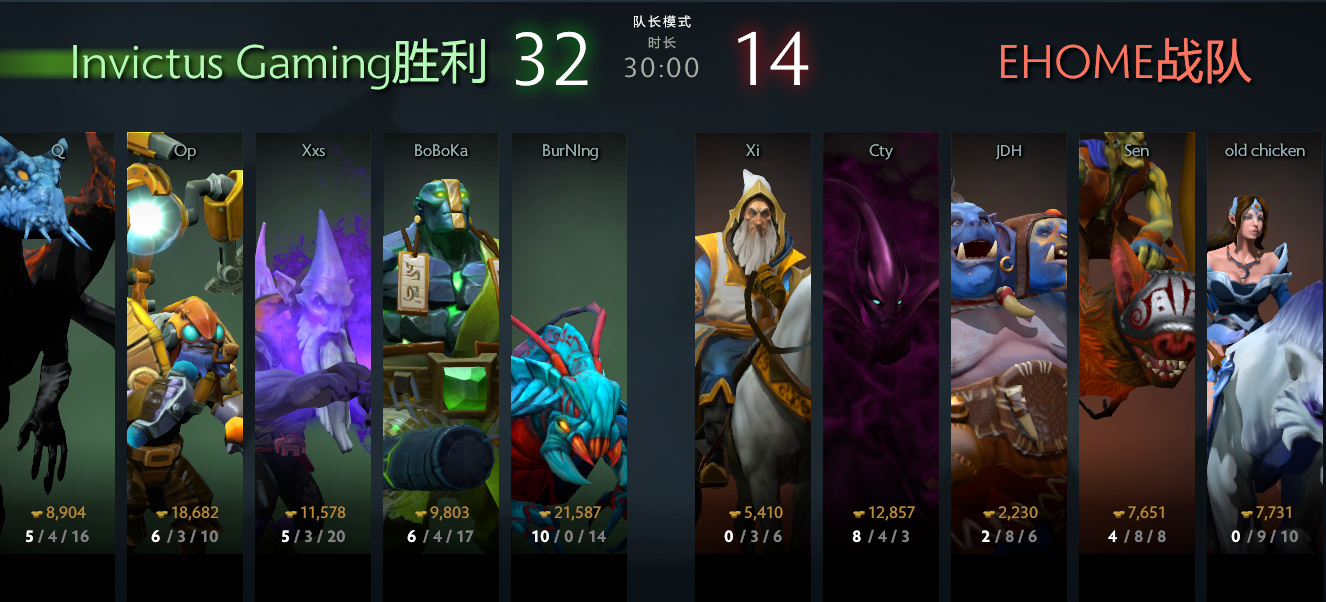 Invictus Gaming胜利 32 队长模式 14 EHOME战队
时长
30:00
Q Op Xxs BoBoKa BurNIng Xi Cty JDH Sen old chicken
8,904 18,682 11,578 9,803 21,587 5,410 12,857 2,230 7,651 7,731
5 / 4 / 16 6 / 3 / 10 5 / 3 / 20 6 / 4 / 17 10 / 0 / 14 0 / 3 / 6 8 / 4 / 3 2 / 8 / 6 4 / 8 / 8 0 / 9 / 10